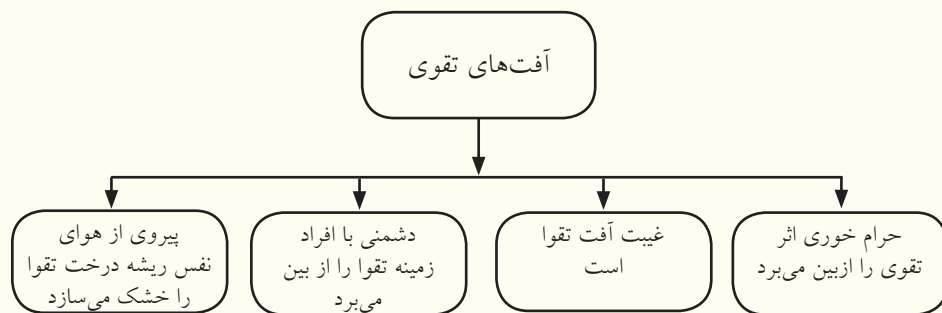 آفت‌های تقوی
حرام خوری اثر
تقوی را ازبین می‌برد
غیبت آفت تقوا
است
دشمنی با افراد
زمینه تقوا را از بین
می‌برد
پیروی از هوای
نفس ریشه درخت تقوا
را خشک می‌سازد